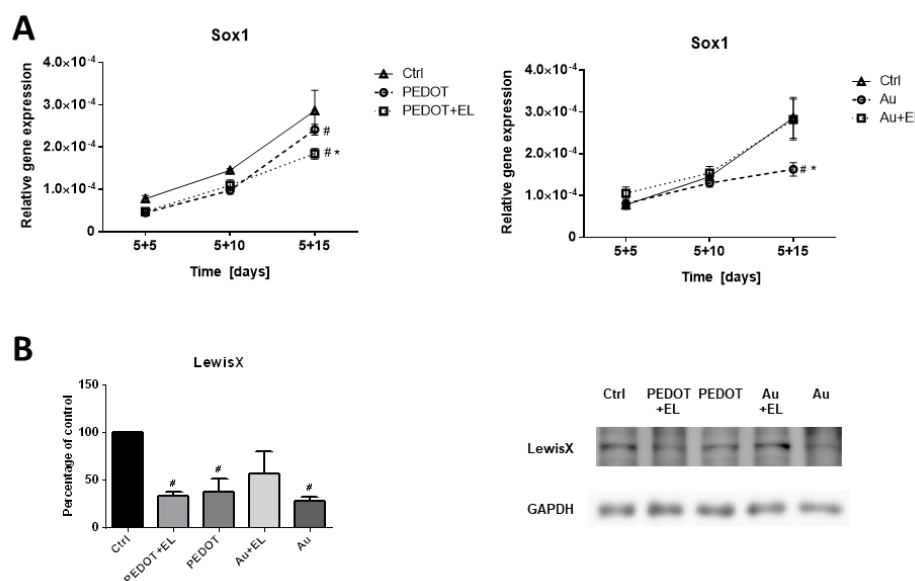 A
Sox1
4.0×10⁻⁴
3.0×10⁻⁴
2.0×10⁻⁴
1.0×10⁻⁴
0
Relative gene expression
5+5 5+10 5+15
Time [days]
Ctrl
PEDOT
PEDOT+EL
#
# *
Sox1
4.0×10⁻⁴
3.0×10⁻⁴
2.0×10⁻⁴
1.0×10⁻⁴
0
Relative gene expression
5+5 5+10 5+15
Time [days]
Ctrl
Au
Au+EL
# *
B
LewisX
150
100
50
0
Percentage of control
# # #
Ctrl PEDOT+EL PEDOT Au+EL Au
Ctrl PEDOT PEDOT Au Au
+EL +EL
LewisX
GAPDH